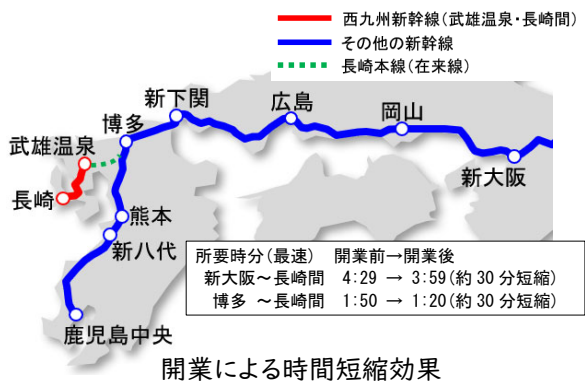 西九州新幹線(武雄温泉・長崎間)
その他の新幹線
長崎本線(在来線)
新下関
広島
岡山
博多
武雄温泉
新大阪
長崎
熊本
新八代
鹿児島中央
所要時分(最速) 開業前→開業後
新大阪～長崎間 4:29 → 3:59(約30分短縮)
博多 ～長崎間 1:50 → 1:20(約30分短縮)
開業による時間短縮効果